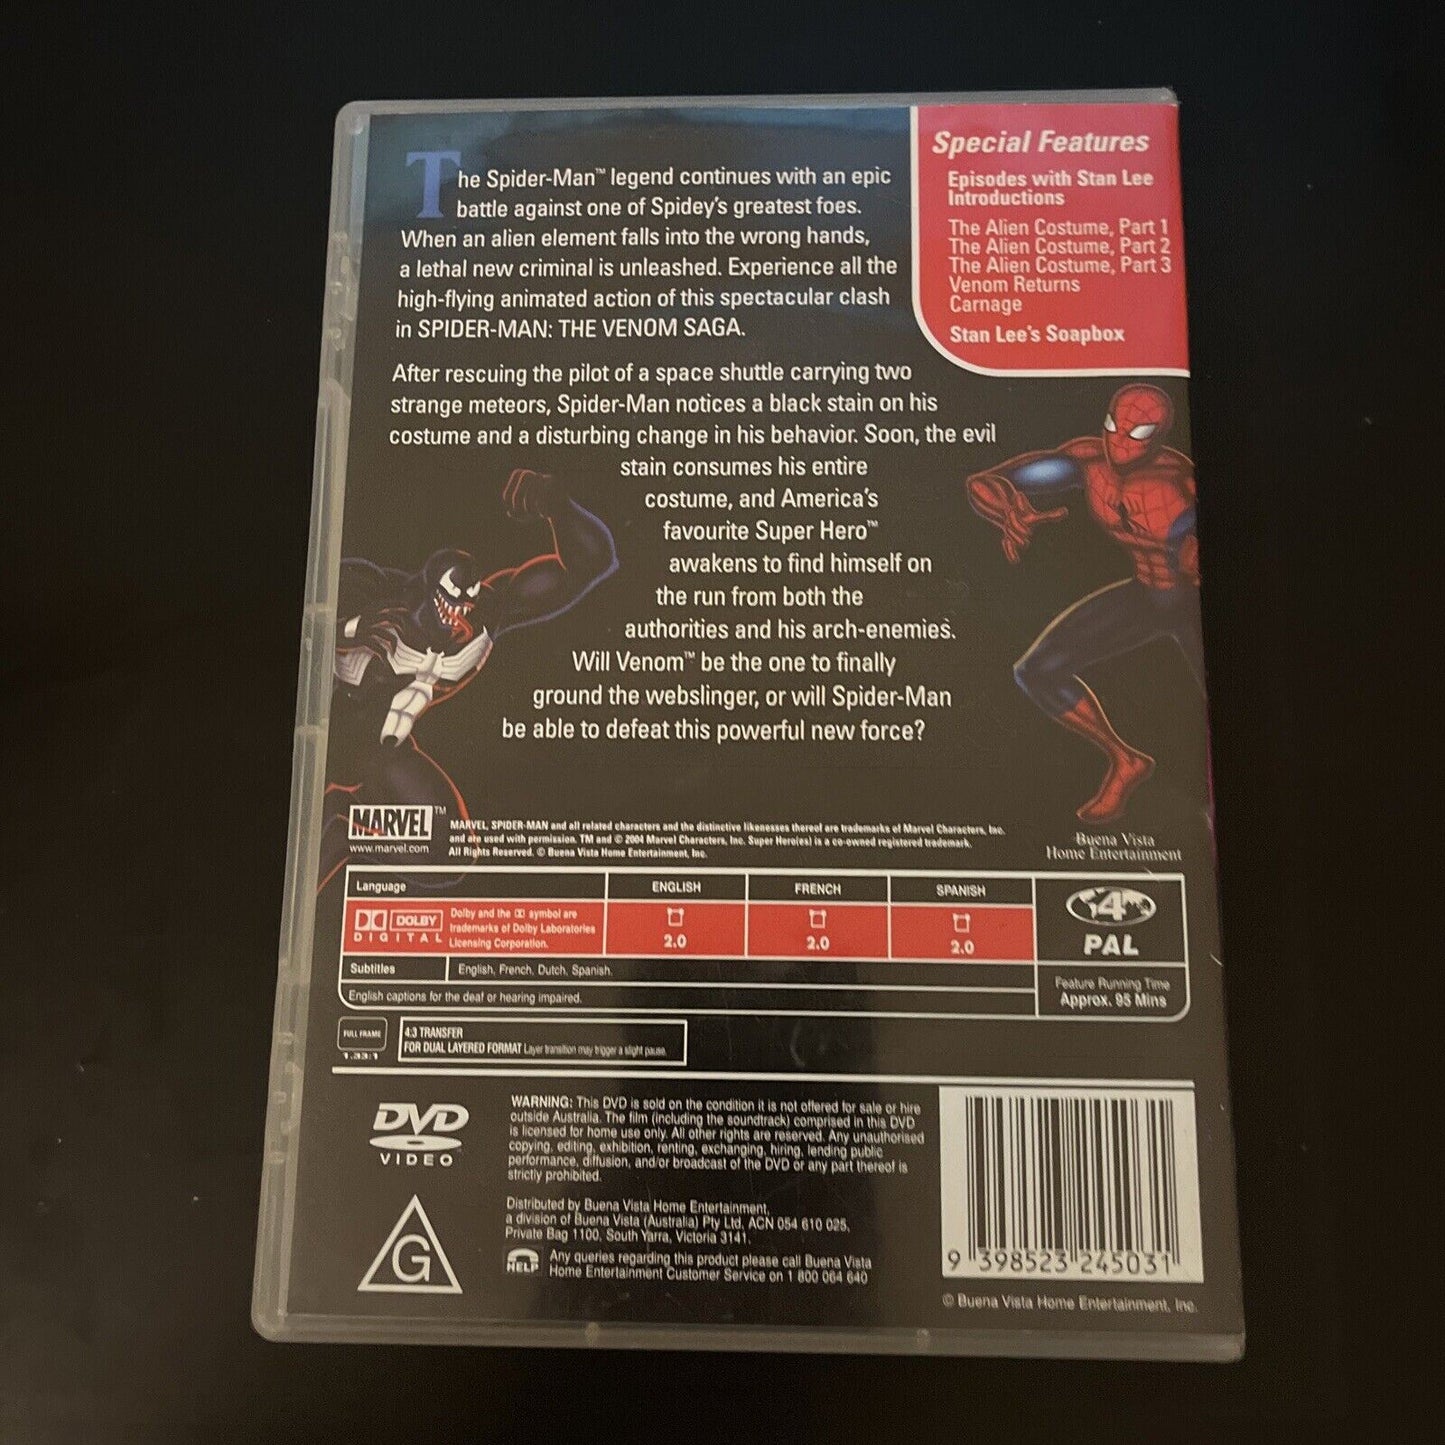 The Spider-Man™ legend continues with an epic
battle against one of Spidey's greatest foes.
When an alien element falls into the wrong hands,
a lethal new criminal is unleashed. Experience all the
high-flying animated action of this spectacular clash
in SPIDER-MAN: THE VENOM SAGA.
After rescuing the pilot of a space shuttle carrying two
strange meteors, Spider-Man notices a black stain on his
costume and a disturbing change in his behavior. Soon, the evil
stain consumes his entire
costume, and America's
favourite Super Hero™
awakens to find himself on
the run from both the
authorities and his arch-enemies.
Will Venom™ be the one to finally
ground the webslinger, or will Spider-Man
be able to defeat this powerful new force?
Special Features
Episodes with Stan Lee
Introductions
The Alien Costume, Part 1
The Alien Costume, Part 2
The Alien Costume, Part 3
Venom Returns
Carnage
Stan Lee's Soapbox
MARVEL™
www.marvel.com
MARVEL, SPIDER-MAN and all related characters and the distinctive likenesses thereof are trademarks of Marvel Characters, Inc.
and are used with permission. TM and © 2004 Marvel Characters, Inc. Super Hero(es) is a co-owned registered trademark.
All Rights Reserved. © Buena Vista Home Entertainment, Inc.
Buena Vista
Home Entertainment
Language
ENGLISH
FRENCH
SPANISH
DOLBY
DIGITAL
Dolby and the DD symbol are
trademarks of Dolby Laboratories
Licensing Corporation.
2.0
2.0
2.0
4
PAL
Subtitles
English, French, Dutch, Spanish.
English captions for the deaf or hearing impaired.
Feature Running Time
Approx. 95 Mins
FULL FRAME
1.33:1
4:3 TRANSFER
FOR DUAL LAYERED FORMAT Layer transition may trigger a slight pause.
DVD
VIDEO
WARNING: This DVD is sold on the condition it is not offered for sale or hire
outside Australia. The film (including the soundtrack) comprised in this DVD
is licensed for home use only. All other rights are reserved. Any unauthorised
copying, editing, exhibition, renting, exchanging, hiring, lending public
performance, diffusion, and/or broadcast of the DVD or any part thereof is
strictly prohibited.
Distributed by Buena Vista Home Entertainment,
a division of Buena Vista (Australia) Pty Ltd, ACN 054 610 025,
Private Bag 1100, South Yarra, Victoria 3141.
HELP
Any queries regarding this product please call Buena Vista
Home Entertainment Customer Service on 1 800 064 640
G
9 398523 245031
© Buena Vista Home Entertainment, Inc.